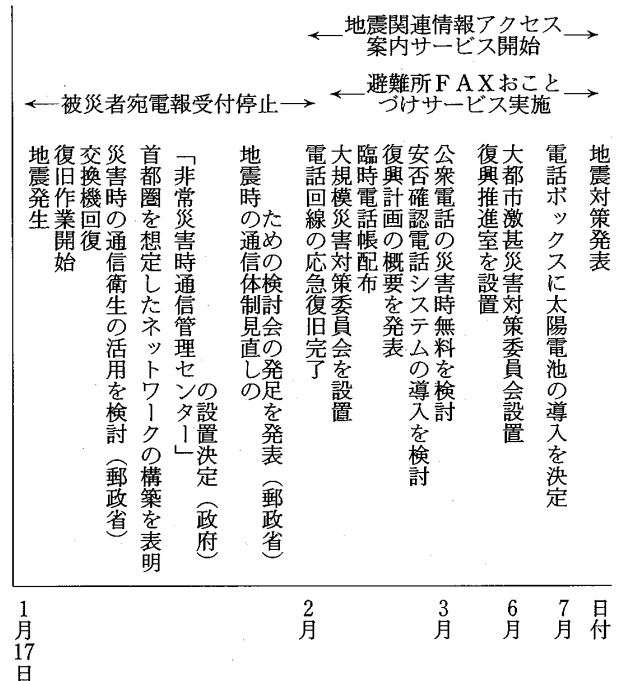 地震関連情報アクセス
案内サービス開始
避難所FAXおこと
づけサービス実施
被災者宛電報受付停止
地震発生
復旧作業開始
交換機回復
災害時の通信衛生の活用を検討（郵政省）
首都圏を想定したネットワークの構築を表明
「非常災害時通信管理センター」
の設置決定（政府）
地震時の通信体制見直しの
ための検討会の発足を発表（郵政省）
電話回線の応急復旧完了
大規模災害対策委員会を設置
臨時電話帳配布
復興計画の概要を発表
安否確認電話システムの導入を検討
公衆電話の災害時無料を検討
復興推進室を設置
大都市激甚災害対策委員会設置
電話ボックスに太陽電池の導入を決定
地震対策発表
1月17日
2月
3月
6月
7月
日付